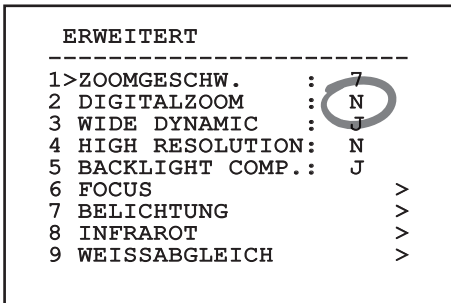 ERWEITERT
--------------------------
1>ZOOMGESCHW. : 7
2 DIGITALZOOM : N
3 WIDE DYNAMIC : J
4 HIGH RESOLUTION: N
5 BACKLIGHT COMP.: J
6 FOCUS >
7 BELICHTUNG >
8 INFRAROT >
9 WEISSABGLEICH >